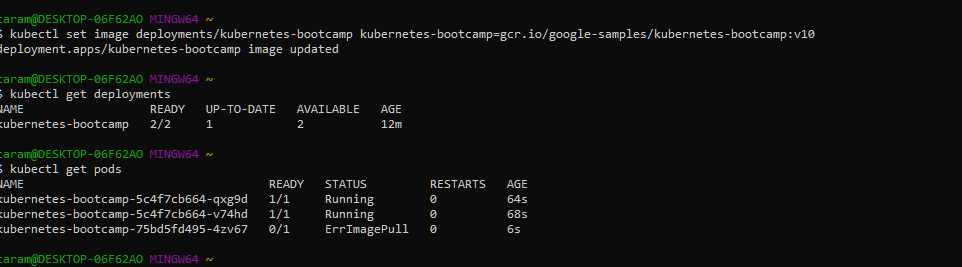 taram@DESKTOP-06F62AO MINGW64 ~
$ kubectl set image deployments/kubernetes-bootcamp kubernetes-bootcamp=gcr.io/google-samples/kubernetes-bootcamp:v10
deployment.apps/kubernetes-bootcamp image updated
taram@DESKTOP-06F62AO MINGW64 ~
$ kubectl get deployments
NAME READY UP-TO-DATE AVAILABLE AGE
kubernetes-bootcamp 2/2 1 2 12m
taram@DESKTOP-06F62AO MINGW64 ~
$ kubectl get pods
NAME READY STATUS RESTARTS AGE
kubernetes-bootcamp-5c4f7cb664-qxg9d 1/1 Running 0 64s
kubernetes-bootcamp-5c4f7cb664-v74hd 1/1 Running 0 68s
kubernetes-bootcamp-75bd5fd495-4zv67 0/1 ErrImagePull 0 6s
taram@DESKTOP-06F62AO MINGW64 ~